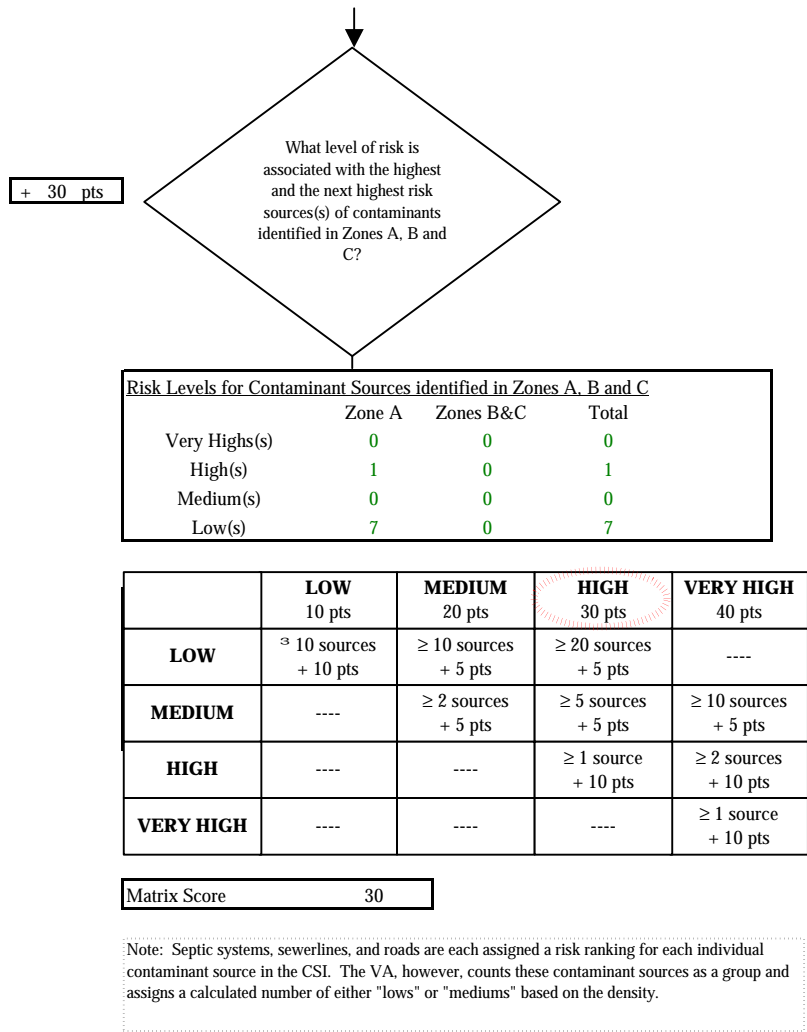 What level of risk is
associated with the highest
and the next highest risk
sources(s) of contaminants
identified in Zones A, B and
C?
+ 30 pts
Risk Levels for Contaminant Sources identified in Zones A, B and C
Zone A Zones B&C Total
Very Highs(s) 0 0 0
High(s) 1 0 1
Medium(s) 0 0 0
Low(s) 7 0 7
LOW MEDIUM HIGH VERY HIGH
10 pts 20 pts 30 pts 40 pts
LOW ³ 10 sources + 10 pts ≥ 10 sources + 5 pts ≥ 20 sources + 5 pts ----
MEDIUM ---- ≥ 2 sources + 5 pts ≥ 5 sources + 5 pts ≥ 10 sources + 5 pts
HIGH ---- ---- ≥ 1 source + 10 pts ≥ 2 sources + 10 pts
VERY HIGH ---- ---- ---- ≥ 1 source + 10 pts
Matrix Score 30
Note: Septic systems, sewerlines, and roads are each assigned a risk ranking for each individual
contaminant source in the CSI. The VA, however, counts these contaminant sources as a group and
assigns a calculated number of either "lows" or "mediums" based on the density.